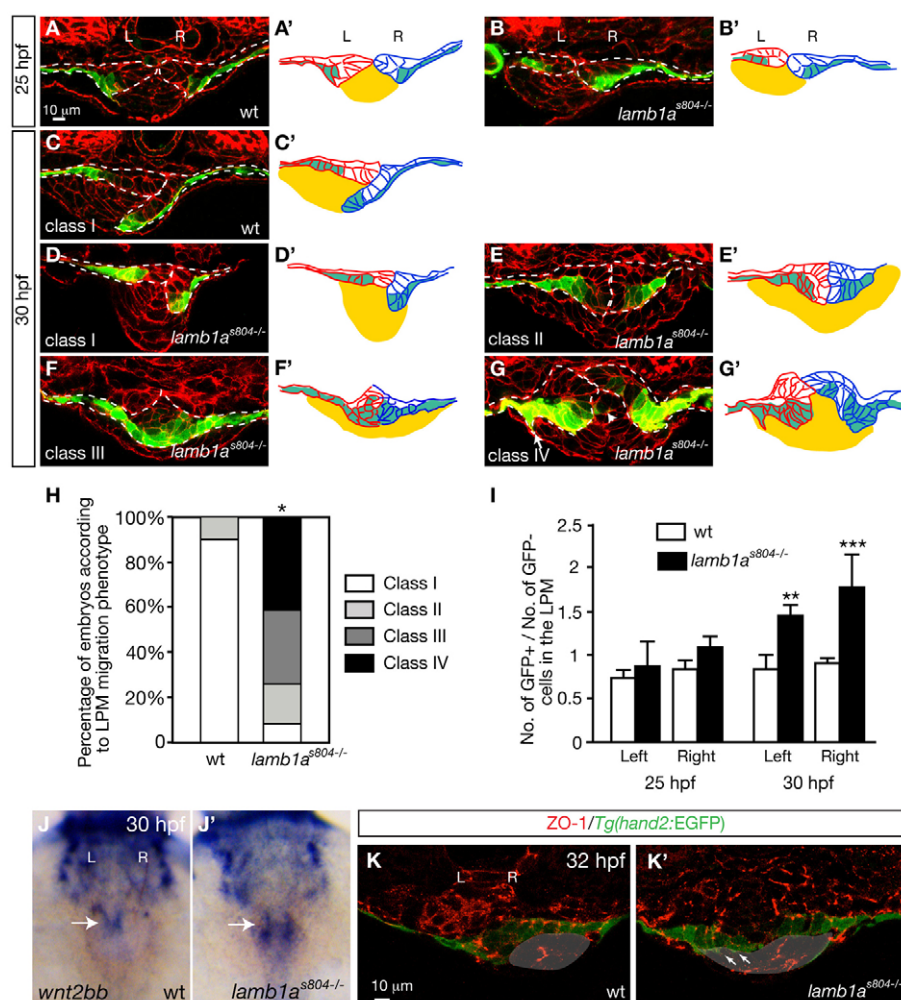 25 hpf
A
L R
10 μm
wt
A'
L R
B
L R
lamb1a^s804-/-
B'
L R
30 hpf
C
class I
wt
C'
D
class I
lamb1a^s804-/-
D'
E
class II
lamb1a^s804-/-
E'
F
class III
lamb1a^s804-/-
F'
G
class IV
lamb1a^s804-/-
G'
H
Percentage of embryos according
to LPM migration phenotype
100%
80%
60%
40%
20%
0
*
wt
lamb1a^s804-/-
Class I
Class II
Class III
Class IV
I
No. of GFP+ / No. of GFP-
cells in the LPM
2.5
2
1.5
1
0.5
0
wt
lamb1a^s804-/-
**
***
Left Right Left Right
25 hpf 30 hpf
J
30 hpf
L R
wnt2bb wt
J'
lamb1a^s804-/-
ZO-1/Tg(hand2:EGFP)
K
32 hpf
L R
10 μm
wt
K'
lamb1a^s804-/-